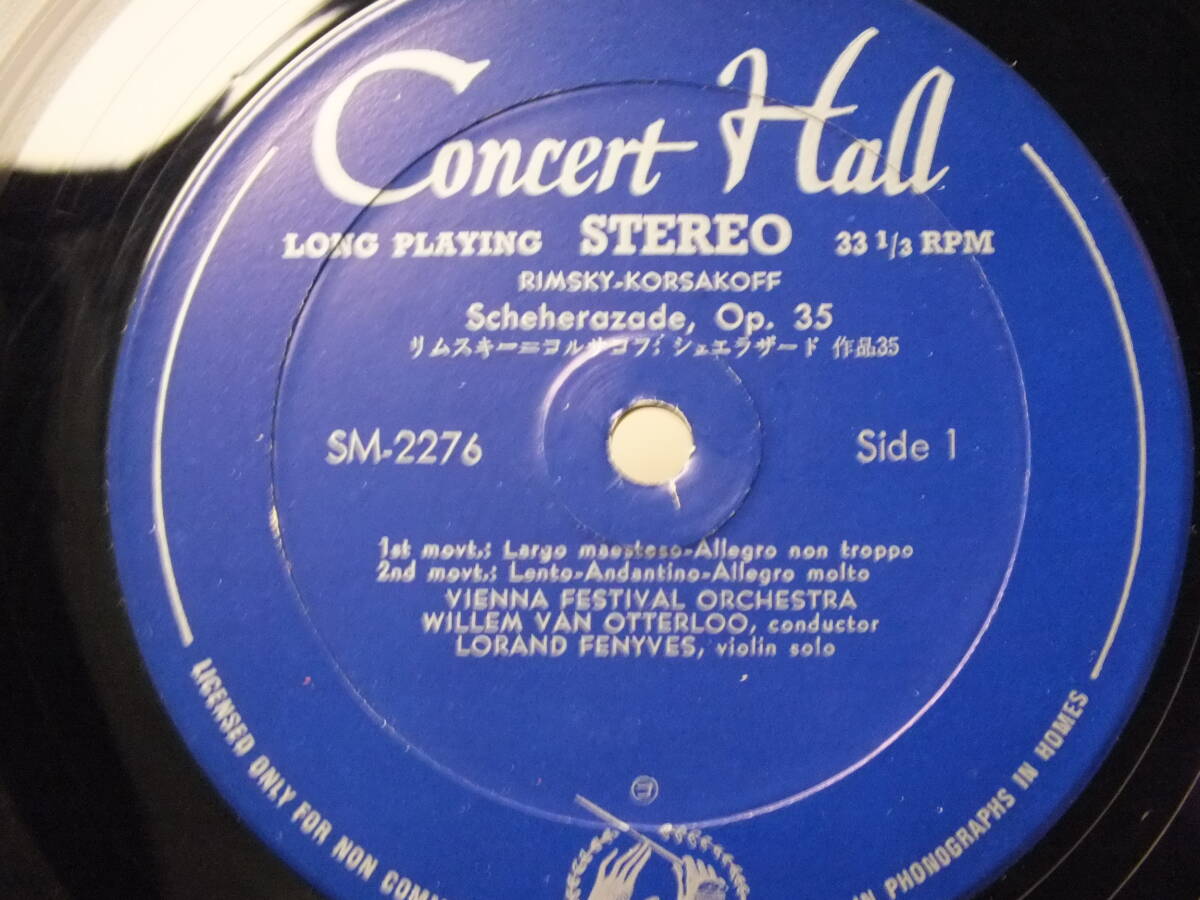 Concert Hall
LONG PLAYING STEREO 33 1/3 RPM
RIMSKY-KORSAKOFF
Scheherazade, Op. 35
リムスキー=コルサコフ: シェエラザード 作品35
SM-2276 Side 1
1st movt.: Largo maestoso-Allegro non troppo
2nd movt.: Lento-Andantino-Allegro molto
VIENNA FESTIVAL ORCHESTRA
WILLEM VAN OTTERLOO, conductor
LORAND FENYVES, violin solo
LICENSED ONLY FOR NON
PHONOGRAPHS IN HOMES